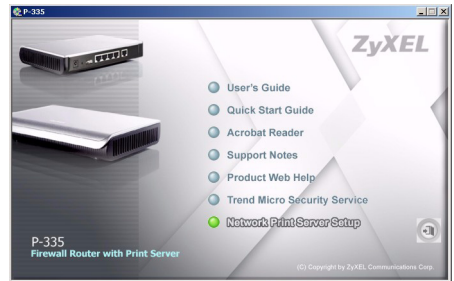 P-335
ZyXEL
User's Guide
Quick Start Guide
Acrobat Reader
Support Notes
Product Web Help
Trend Micro Security Service
Network Print Server Setup
P-335
Firewall Router with Print Server
(C) Copyright by ZyXEL Communications Corp.